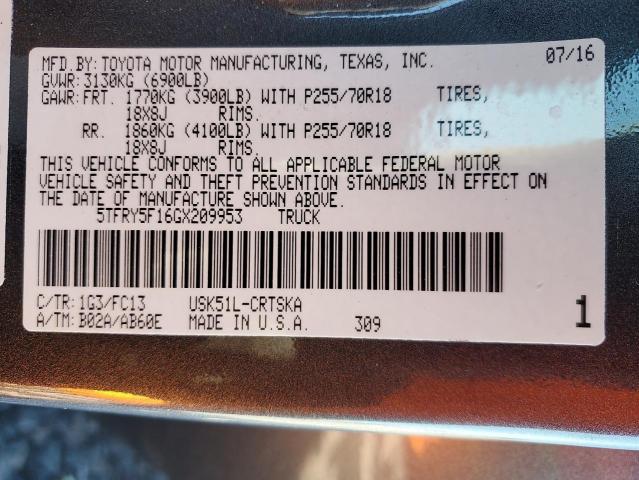 MFD.BY:TOYOTA MOTOR MANUFACTURING, TEXAS, INC. 07/16
GVWR:3130KG (6900LB)
GAWR:FRT. 1770KG (3900LB) WITH P255/70R18 TIRES,
18X8J RIMS.
RR. 1860KG (4100LB) WITH P255/70R18 TIRES,
18X8J RIMS.
THIS VEHICLE CONFORMS TO ALL APPLICABLE FEDERAL MOTOR
VEHICLE SAFETY AND THEFT PREVENTION STANDARDS IN EFFECT ON
THE DATE OF MANUFACTURE SHOWN ABOVE.
5TFRY5F16GX209953 TRUCK
C/TR:1G3/FC13 USK51L-CRTSKA
A/TM:B02A/AB60E MADE IN U.S.A. 309 1